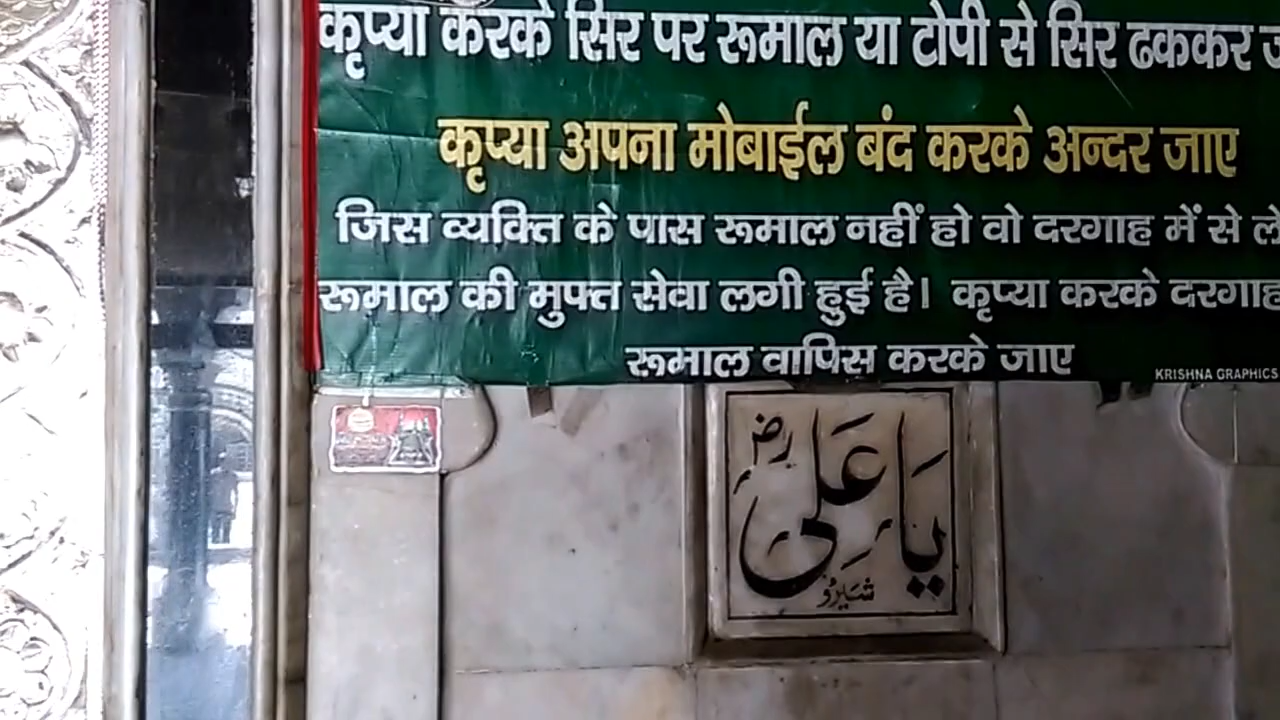 कृप्या करके सिर पर रूमाल या टोपी से सिर ढककर
कृप्या अपना मोबाईल बंद करके अन्दर जाए
जिस व्यक्ति के पास रूमाल नहीं हो वो दरगाह में से ले
रूमाल की मुफ्त सेवा लगी हुई है। कृप्या करके दरगाह
रूमाल वापिस करके जाए
KRISHNA GRAPHICS
یا علی رض